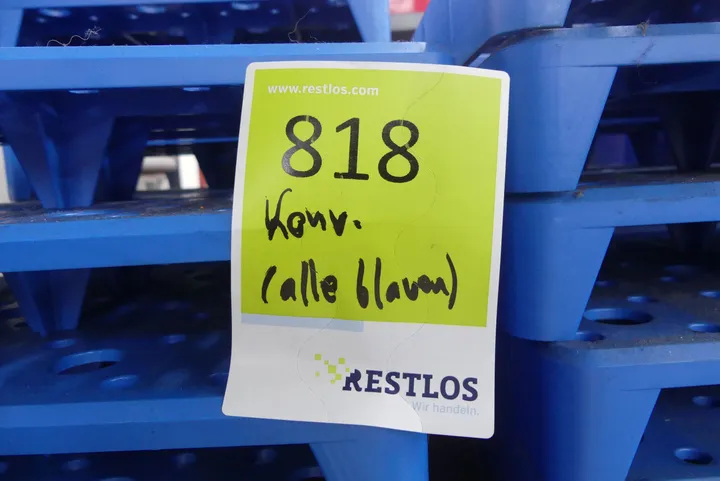 www.restlos.com
818
Konv.
(alle blauen)
RESTLOS
Wir handeln.